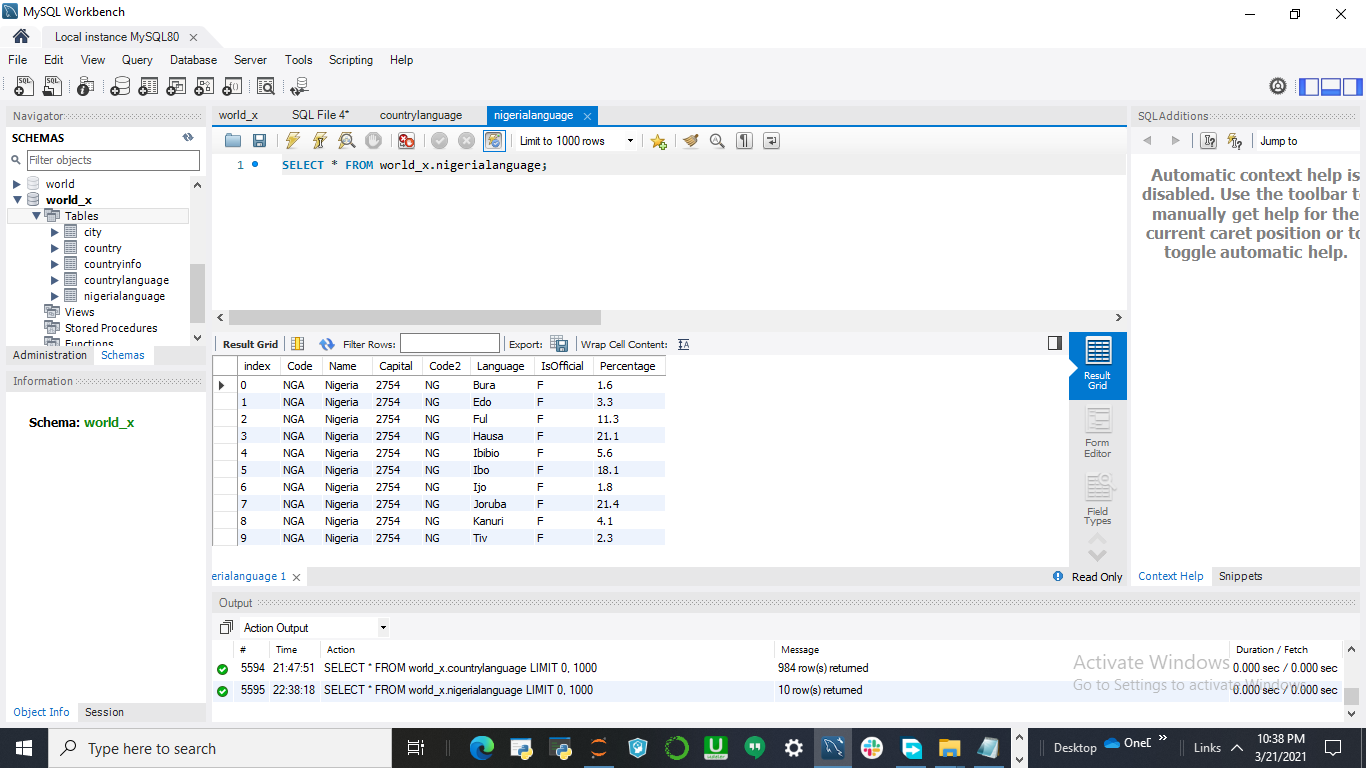 MySQL Workbench
Local instance MySQL80
File Edit View Query Database Server Tools Scripting Help
Navigator
SCHEMAS
Filter objects
world
world_x
Tables
city
country
countryinfo
countrylanguage
nigerialanguage
Views
Stored Procedures
Functions
Administration Schemas
Information
Schema: world_x
Object Info Session
world_x SQL File 4* countrylanguage nigerialanguage
Limit to 1000 rows
1 SELECT * FROM world_x.nigerialanguage;
Result Grid Filter Rows: Export: Wrap Cell Content:
index Code Name Capital Code2 Language IsOfficial Percentage
0 NGA Nigeria 2754 NG Bura F 1.6
1 NGA Nigeria 2754 NG Edo F 3.3
2 NGA Nigeria 2754 NG Ful F 11.3
3 NGA Nigeria 2754 NG Hausa F 21.1
4 NGA Nigeria 2754 NG Ibibio F 5.6
5 NGA Nigeria 2754 NG Ibo F 18.1
6 NGA Nigeria 2754 NG Ijo F 1.8
7 NGA Nigeria 2754 NG Joruba F 21.4
8 NGA Nigeria 2754 NG Kanuri F 4.1
9 NGA Nigeria 2754 NG Tiv F 2.3
Result
Grid
Form
Editor
Field
Types
erialanguage 1
Read Only
SQLAdditions
Jump to
Automatic context help is
disabled. Use the toolbar t
manually get help for the
current caret position or to
toggle automatic help.
Context Help Snippets
Output
Action Output
# Time Action Message Duration / Fetch
5594 21:47:51 SELECT * FROM world_x.countrylanguage LIMIT 0, 1000 984 row(s) returned 0.000 sec / 0.000 sec
5595 22:38:18 SELECT * FROM world_x.nigerialanguage LIMIT 0, 1000 10 row(s) returned 0.000 sec / 0.000 sec
Activate Windows
Go to Settings to activate Windows.
Type here to search
Desktop OneD Links
10:38 PM
3/21/2021